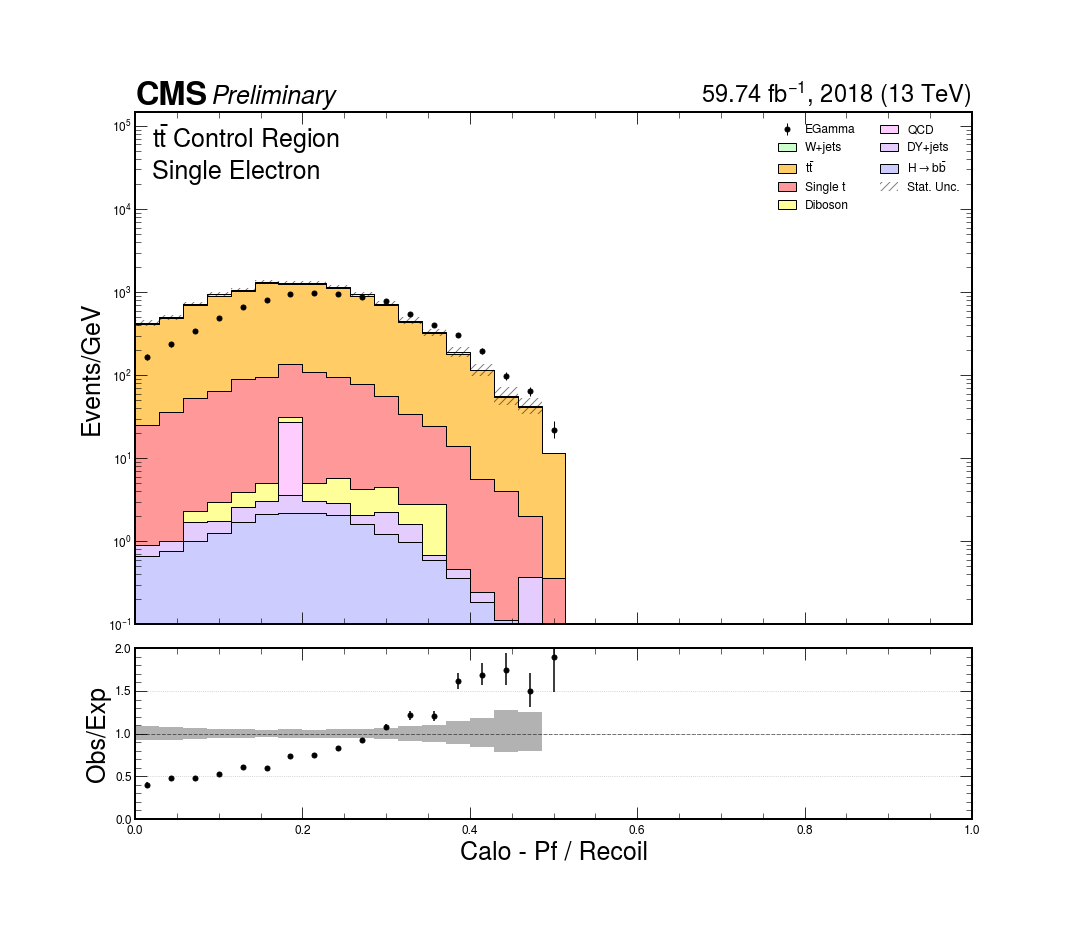 CMS Preliminary
59.74 fb⁻¹, 2018 (13 TeV)
tt̄ Control Region
Single Electron
EGamma
W+jets
tt̄
Single t
Diboson
QCD
DY+jets
H→bb̄
Stat. Unc.
Events/GeV
10⁵
10⁴
10³
10²
10¹
10⁰
10⁻¹
Obs/Exp
2.0
1.5
1.0
0.5
0.0
0.0 0.2 0.4 0.6 0.8 1.0
Calo - Pf / Recoil